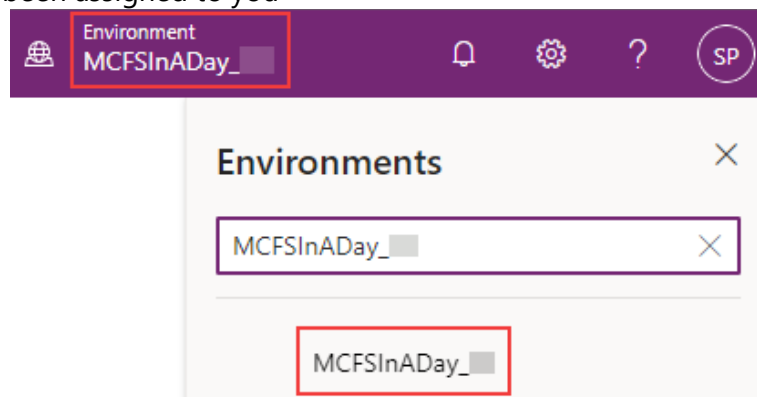 been assigned to you
Environment
MCFSInADay_
? SP
Environments
MCFSInADay_
MCFSInADay_